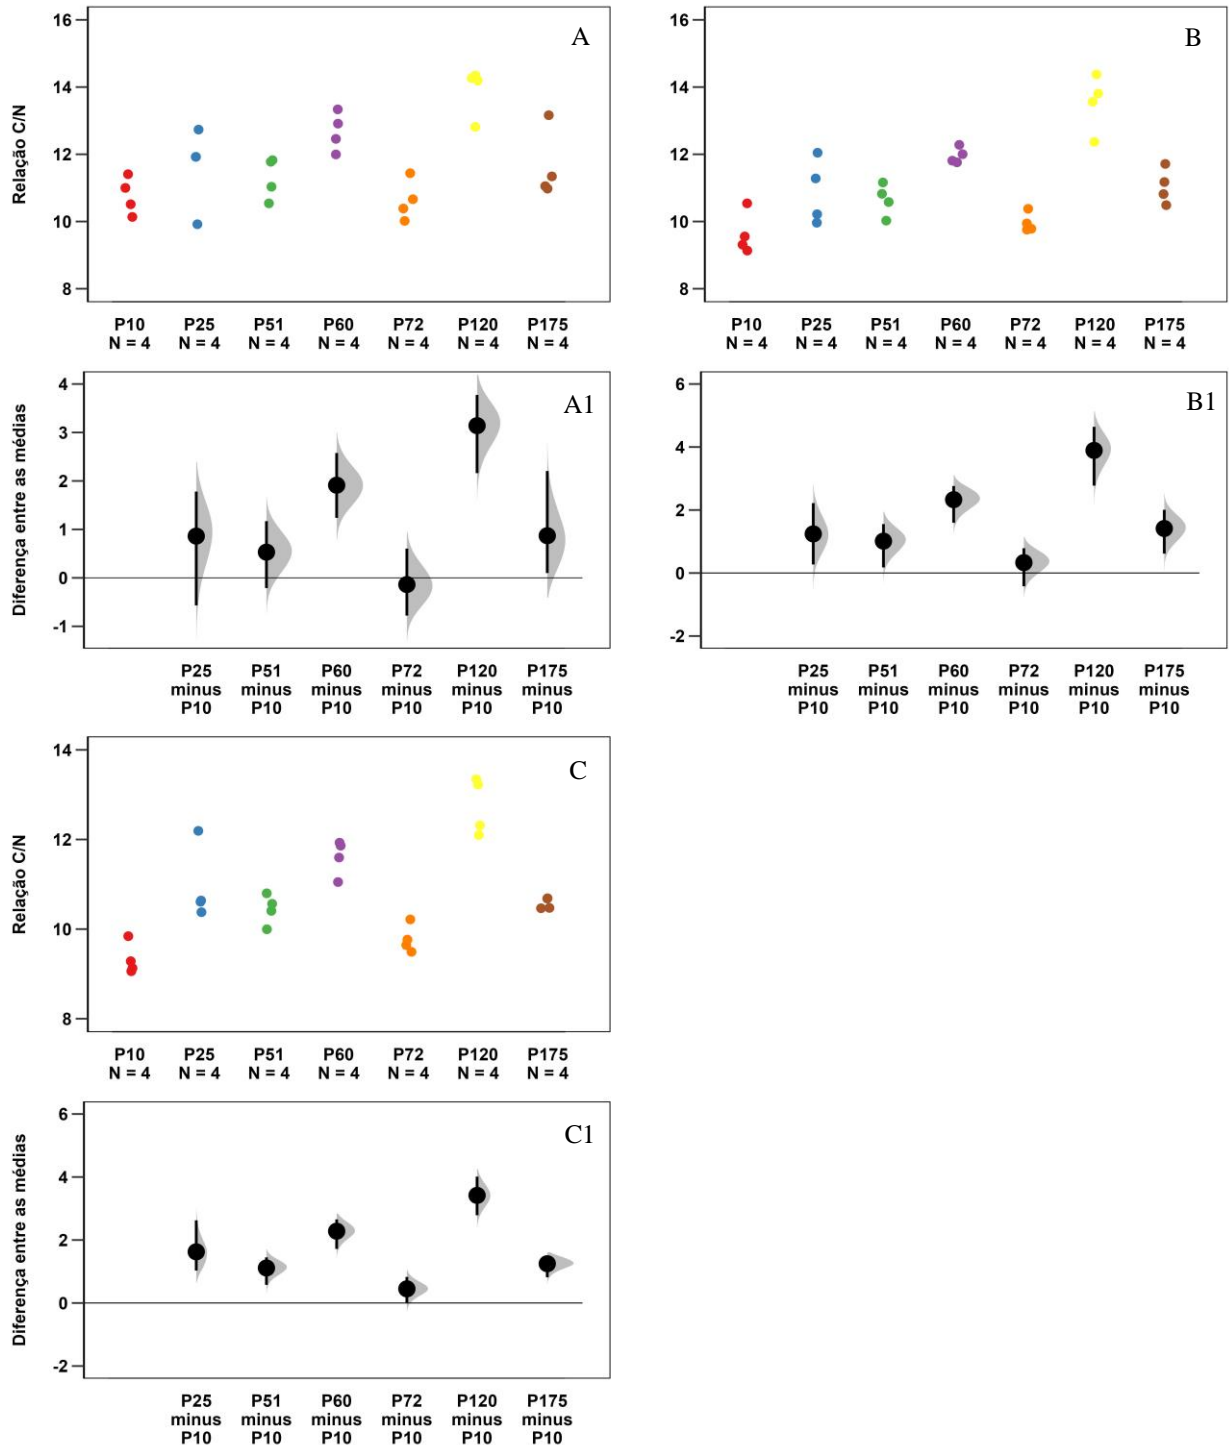 A
Relação C/N
16
14
12
10
8
P10 P25 P51 P60 P72 P120 P175
N = 4 N = 4 N = 4 N = 4 N = 4 N = 4 N = 4
B
16
14
12
10
8
P10 P25 P51 P60 P72 P120 P175
N = 4 N = 4 N = 4 N = 4 N = 4 N = 4 N = 4
A1
Diferença entre as médias
4
3
2
1
0
-1
P25 P51 P60 P72 P120 P175
minus minus minus minus minus minus
P10 P10 P10 P10 P10 P10
B1
6
4
2
0
-2
P25 P51 P60 P72 P120 P175
minus minus minus minus minus minus
P10 P10 P10 P10 P10 P10
C
Relação C/N
14
12
10
8
P10 P25 P51 P60 P72 P120 P175
N = 4 N = 4 N = 4 N = 4 N = 4 N = 4 N = 4
C1
Diferença entre as médias
6
4
2
0
-2
P25 P51 P60 P72 P120 P175
minus minus minus minus minus minus
P10 P10 P10 P10 P10 P10